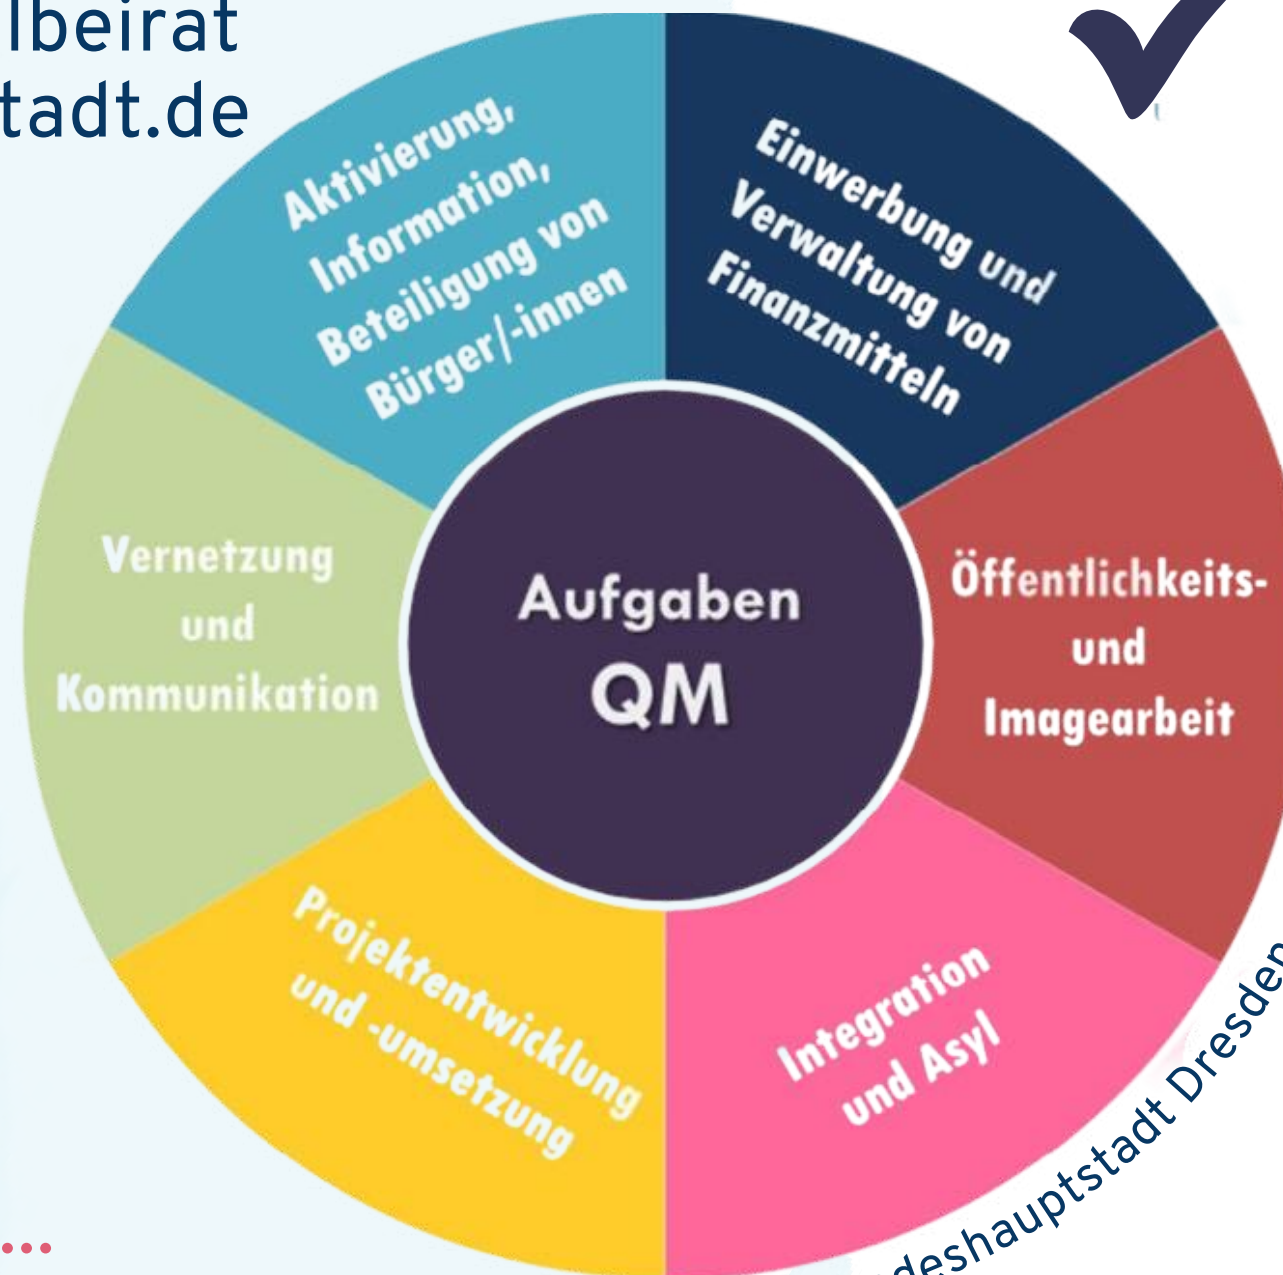 lbeirat
tadt.de
Aktivierung,
Information,
Beteiligung von
Bürger/-innen
Einwerbung und
Verwaltung von
Finanzmitteln
Vernetzung
und
Kommunikation
Aufgaben
QM
Öffentlichkeits-
und
Imagearbeit
Projektentwicklung
und -umsetzung
Integration
und Asyl
deshauptstadt Dresden